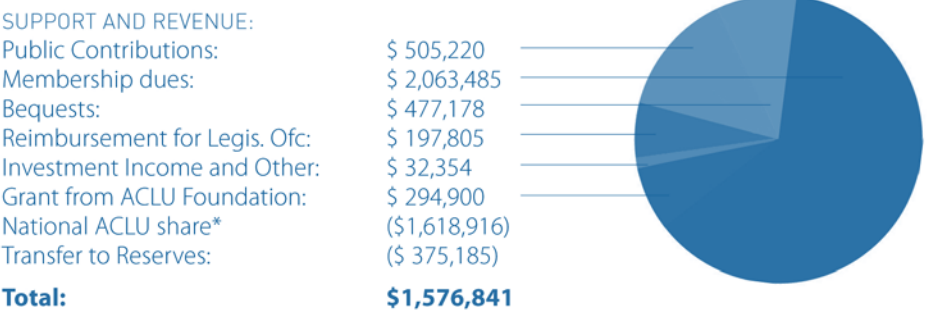 SUPPORT AND REVENUE:
Public Contributions: $ 505,220
Membership dues: $ 2,063,485
Bequests: $ 477,178
Reimbursement for Legis. Ofc: $ 197,805
Investment Income and Other: $ 32,354
Grant from ACLU Foundation: $ 294,900
National ACLU share* ($1,618,916)
Transfer to Reserves: ($ 375,185)
Total: $1,576,841